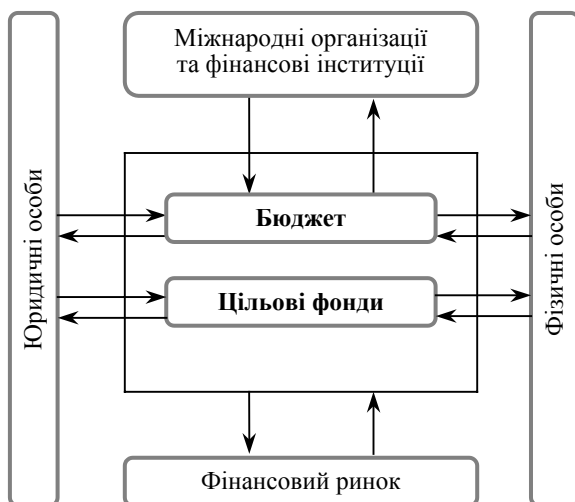 Міжнародні організації
та фінансові інституції
Юридичні особи
Бюджет
Цільові фонди
Фізичні особи
Фінансовий ринок